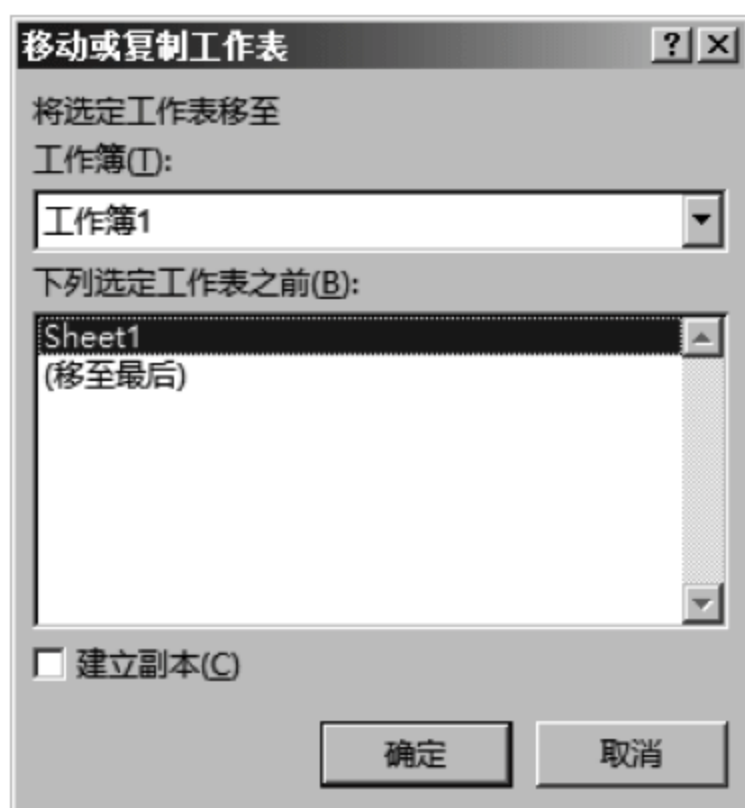 移动或复制工作表
将选定工作表移至
工作簿(T):
工作簿1
下列选定工作表之前(B):
Sheet1
(移至最后)
建立副本(C)
确定 取消